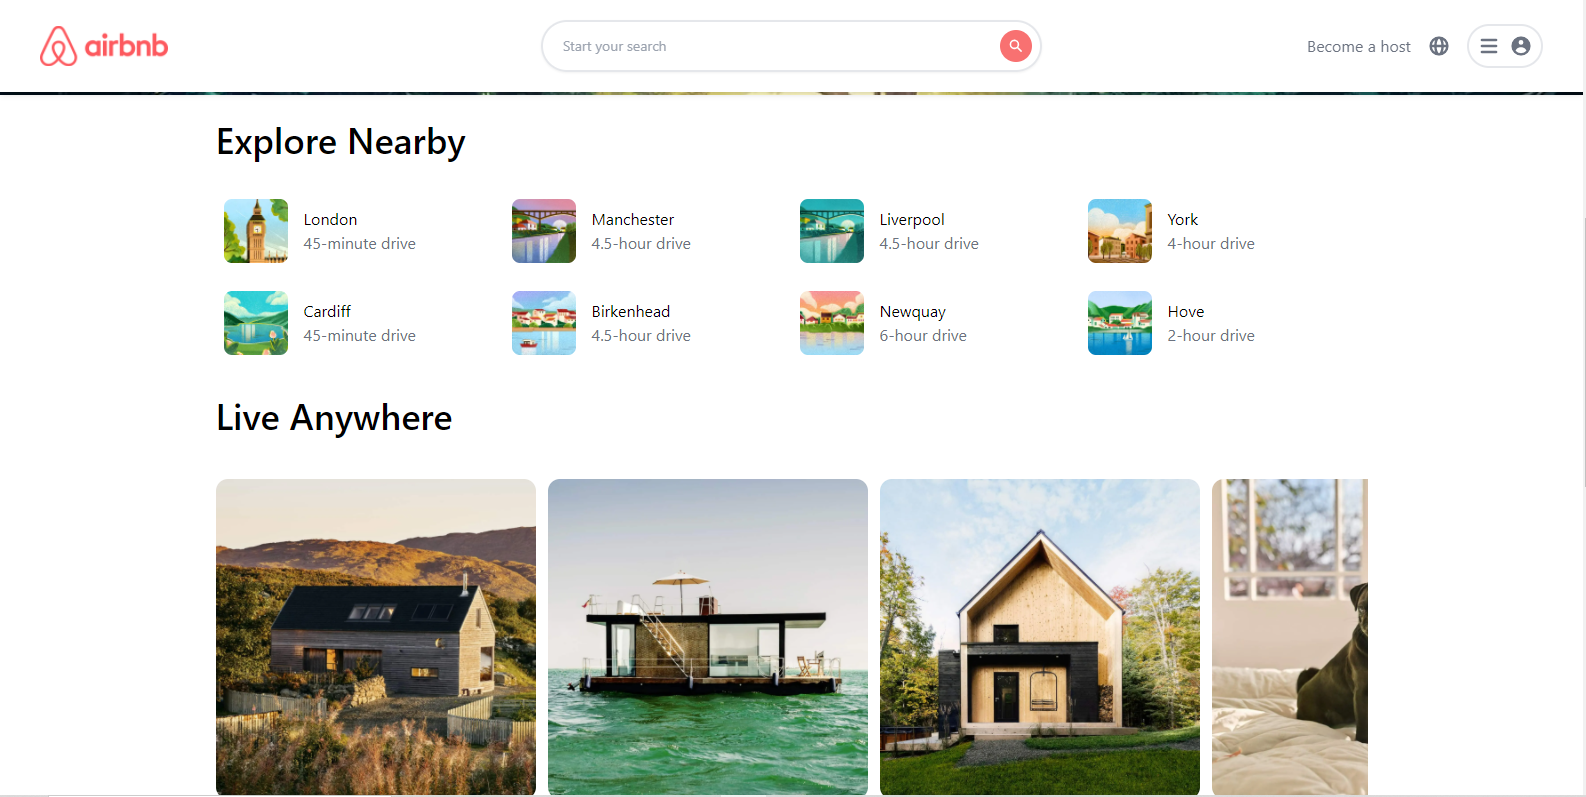 airbnb
Start your search
Become a host
Explore Nearby
London
45-minute drive
Manchester
4.5-hour drive
Liverpool
4.5-hour drive
York
4-hour drive
Cardiff
45-minute drive
Birkenhead
4.5-hour drive
Newquay
6-hour drive
Hove
2-hour drive
Live Anywhere